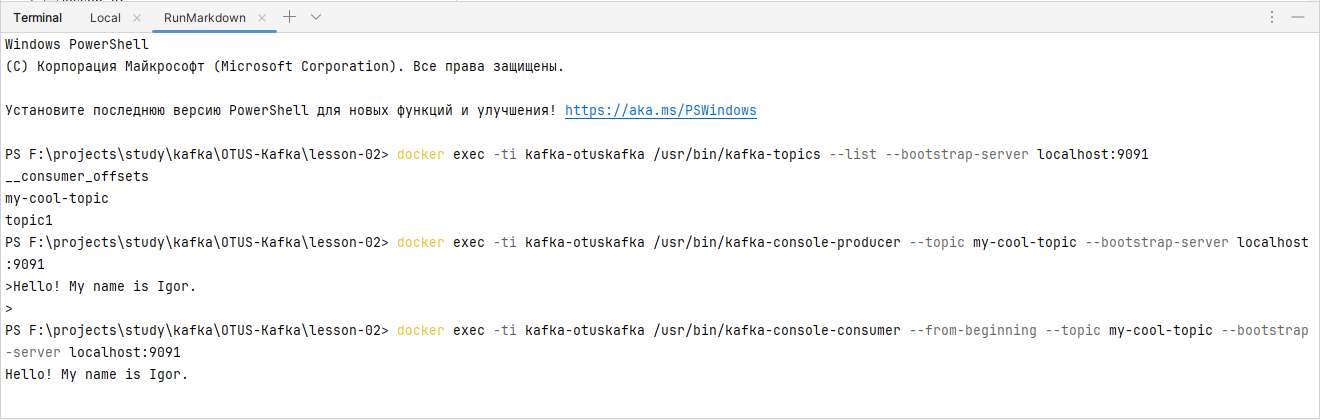 Terminal Local RunMarkdown
Windows PowerShell
(C) Корпорация Майкрософт (Microsoft Corporation). Все права защищены.
Установите последнюю версию PowerShell для новых функций и улучшения! https://aka.ms/PSWindows
PS F:\projects\study\kafka\OTUS-Kafka\lesson-02> docker exec -ti kafka-otuskafka /usr/bin/kafka-topics --list --bootstrap-server localhost:9091
__consumer_offsets
my-cool-topic
topic1
PS F:\projects\study\kafka\OTUS-Kafka\lesson-02> docker exec -ti kafka-otuskafka /usr/bin/kafka-console-producer --topic my-cool-topic --bootstrap-server localhost
:9091
>Hello! My name is Igor.
>
PS F:\projects\study\kafka\OTUS-Kafka\lesson-02> docker exec -ti kafka-otuskafka /usr/bin/kafka-console-consumer --from-beginning --topic my-cool-topic --bootstrap
-server localhost:9091
Hello! My name is Igor.